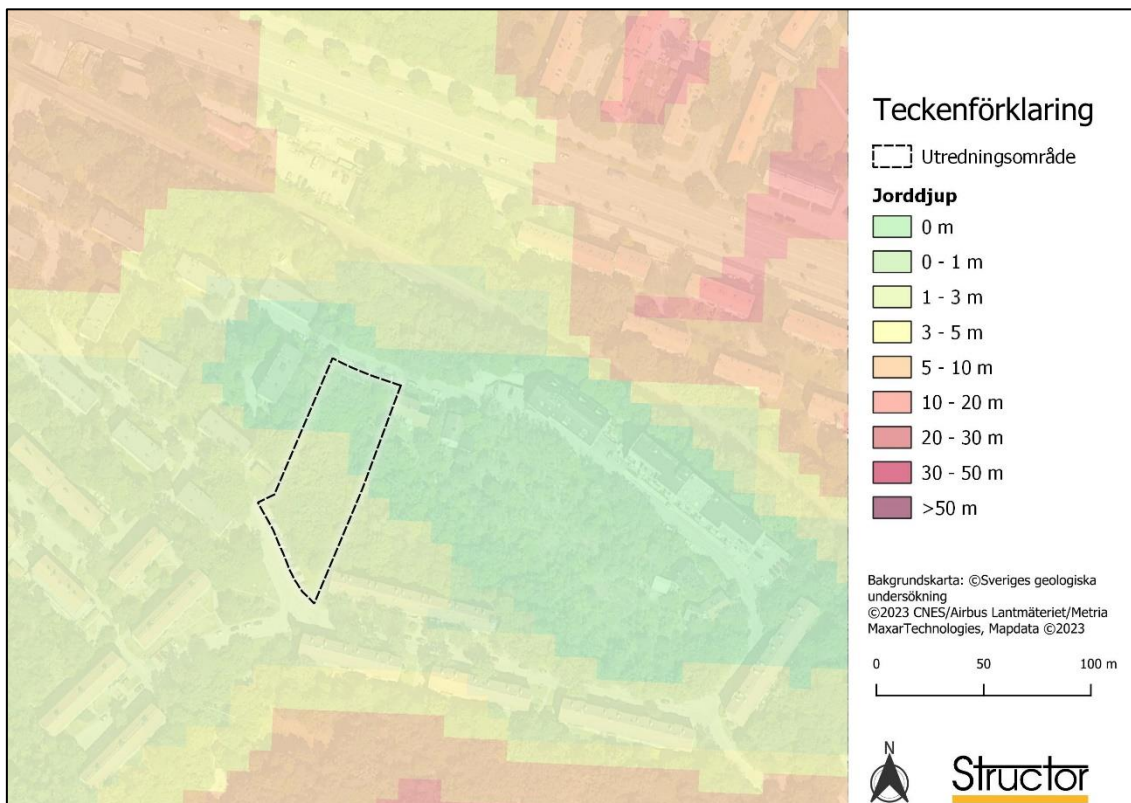 Teckenförklaring
Utredningsområde
Jorddjup
0 m
0 - 1 m
1 - 3 m
3 - 5 m
5 - 10 m
10 - 20 m
20 - 30 m
30 - 50 m
>50 m
Bakgrundskarta: ©Sveriges geologiska
undersökning
©2023 CNES/Airbus Lantmäteriet/Metria
MaxarTechnologies, Mapdata ©2023
0 50 100 m
N
Structor